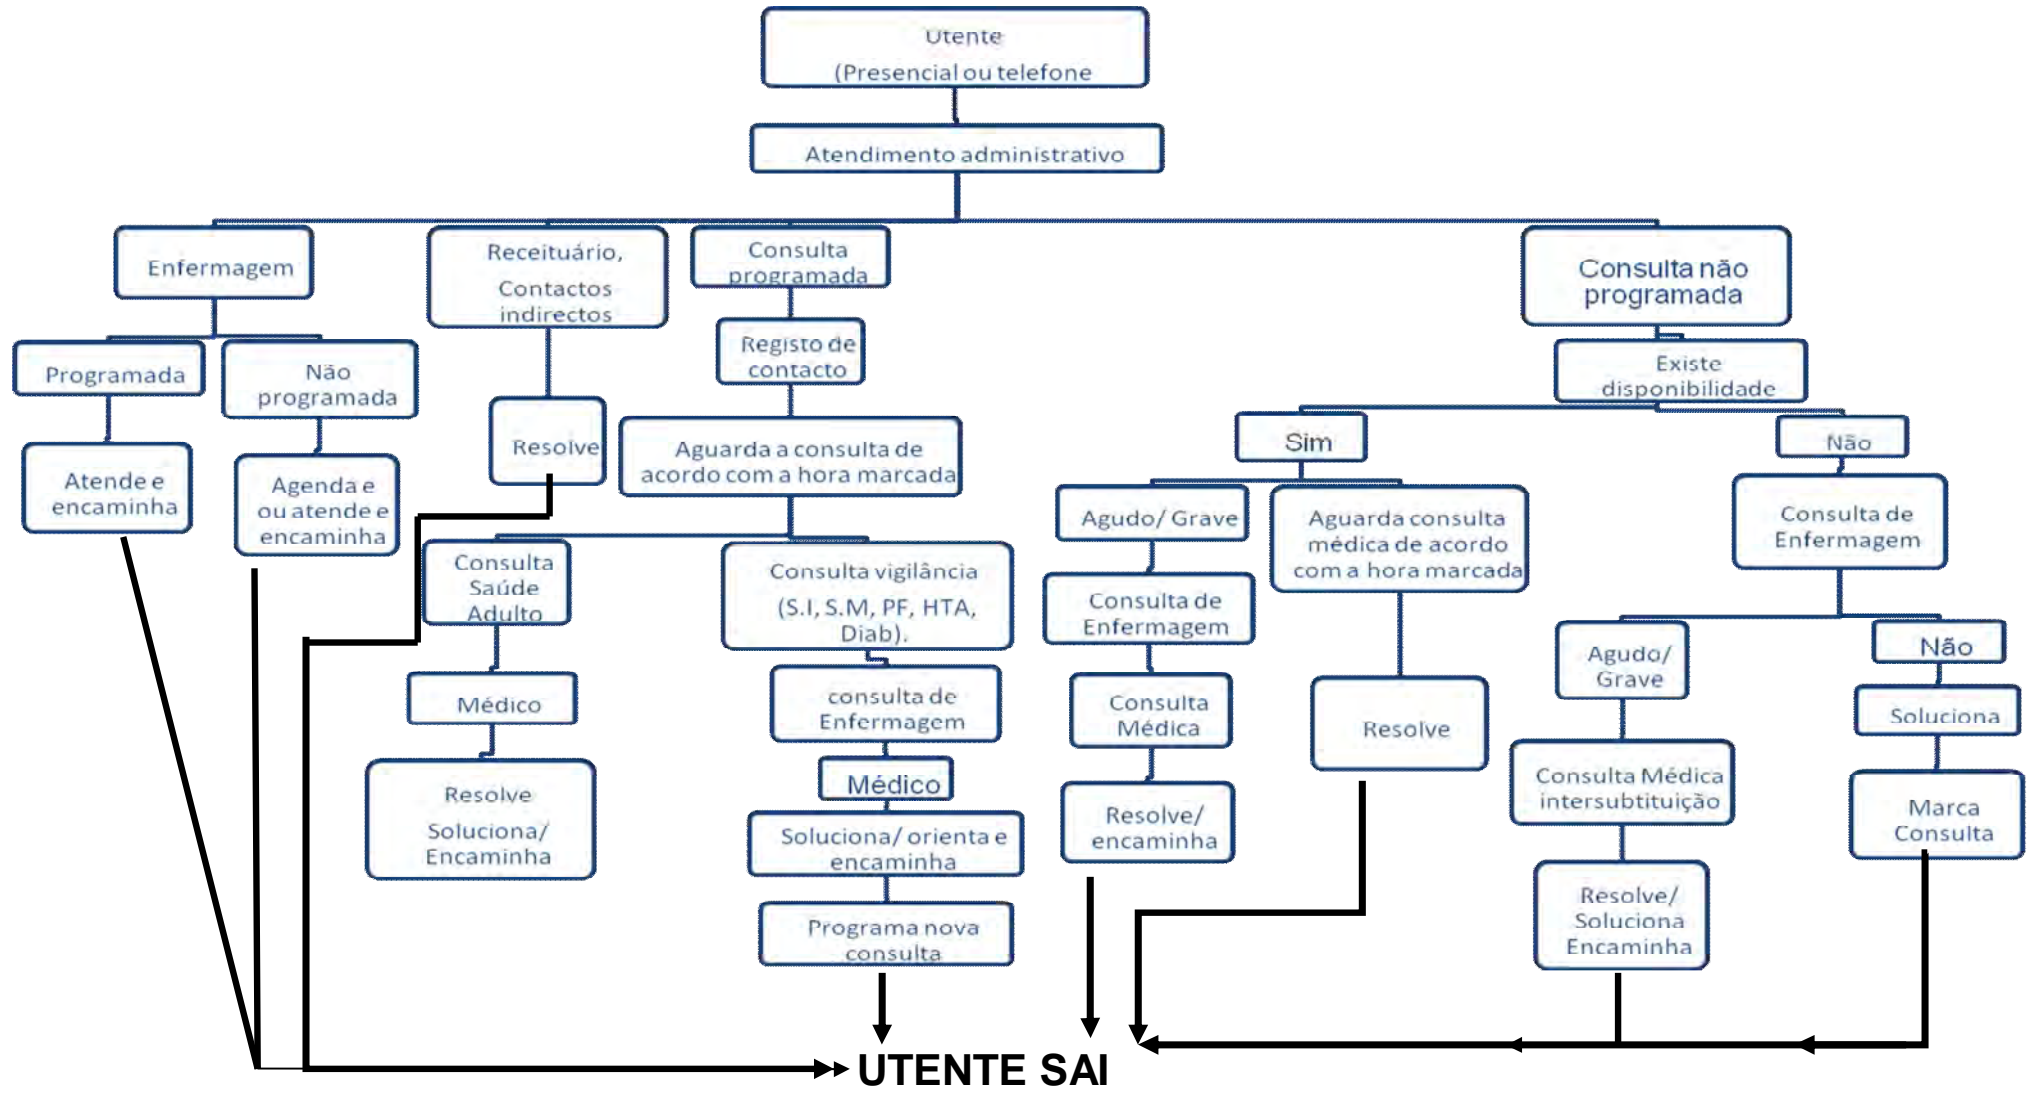 Utente
(Presencial ou telefone
Atendimento administrativo
Enfermagem
Programada
Atende e
encaminha
Não
programada
Agenda e
ou atende e
encaminha
Receituário,
Contactos
indirectos
Resolve
Consulta
programada
Registo de
contacto
Aguarda a consulta de
acordo com a hora marcada
Consulta
Saúde
Adulto
Médico
Resolve
Soluciona/
Encaminha
Consulta vigilância
(S.I, S.M, PF, HTA,
Diab).
consulta de
Enfermagem
Médico
Soluciona/ orienta e
encaminha
Programa nova
consulta
Consulta não
programada
Existe
disponibilidade
Sim
Agudo/ Grave
Consulta de
Enfermagem
Consulta
Médica
Resolve/
encaminha
Aguarda consulta
médica de acordo
com a hora marcada
Resolve
Não
Consulta de
Enfermagem
Agudo/
Grave
Consulta Médica
intersubtituição
Resolve/
Soluciona
Encaminha
Não
Soluciona
Marca
Consulta
UTENTE SAI